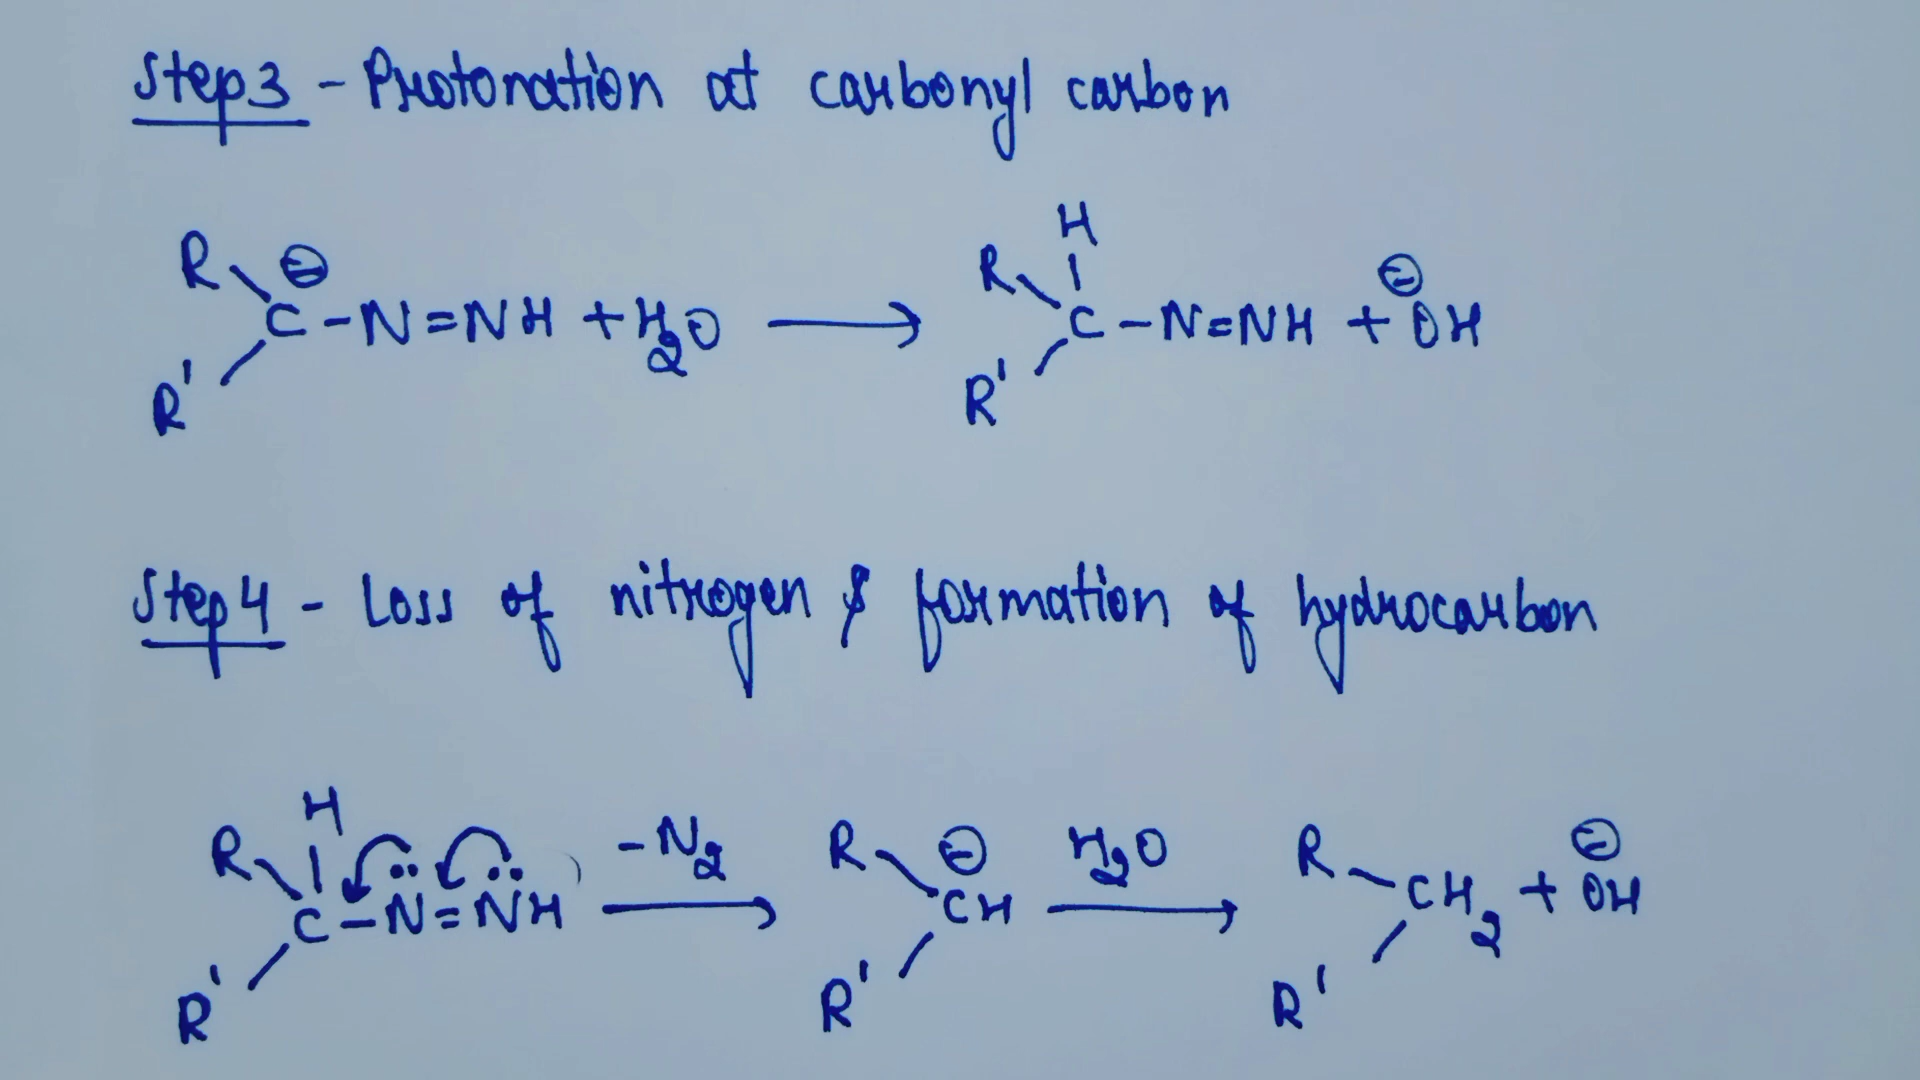 Step 3 - Protonation at carbonyl carbon
H
R ⊖ R ⊖
C - N = NH + H2O → C - N = NH + OH
R' R'
Step 4 - Loss of nitrogen & formation of hydrocarbon
H
R - N2 R ⊖ H2O R ⊖
C - N̈ = N̈H → CH → CH2 + OH
R' R' R'